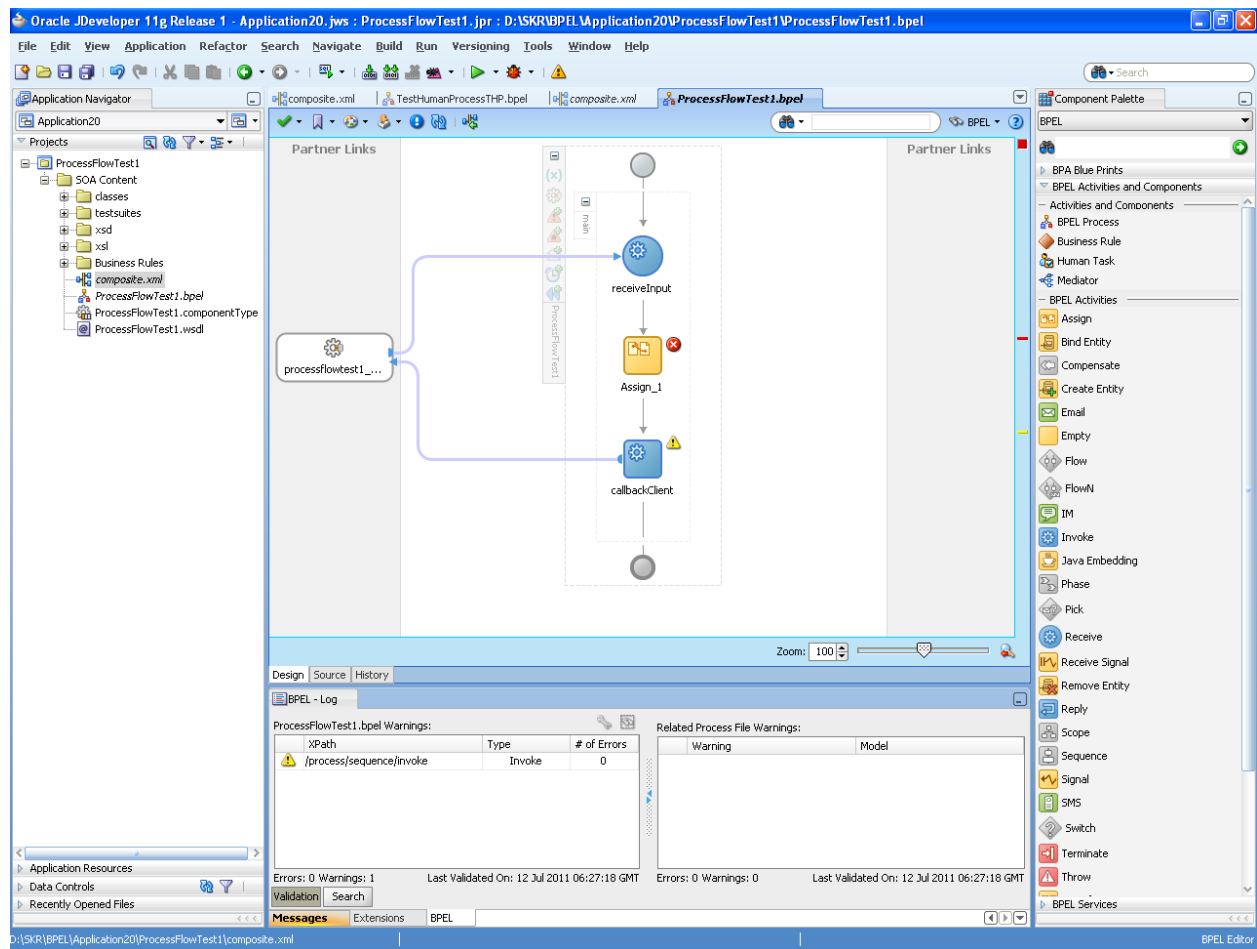 Oracle JDeveloper 11g Release 1 - Application20.jws : ProcessFlowTest1.jpr : D:\SKR\BPEL\Application20\ProcessFlowTest1\ProcessFlowTest1.bpel
File Edit View Application Refactor Search Navigate Build Run Versioning Tools Window Help
Search
Application Navigator
Application20
Projects
ProcessFlowTest1
SOA Content
classes
testsuites
xsd
xsl
Business Rules
composite.xml
ProcessFlowTest1.bpel
ProcessFlowTest1.componentType
ProcessFlowTest1.wsdl
Application Resources
Data Controls
Recently Opened Files
composite.xml TestHumanProcessTHP.bpel composite.xml ProcessFlowTest1.bpel
BPEL
Partner Links
Partner Links
main
ProcessFlowTest1
receiveInput
processflowtest1_...
Assign_1
callbackClient
Zoom: 100
Design Source History
BPEL - Log
ProcessFlowTest1.bpel Warnings:
XPath Type # of Errors
/process/sequence/invoke Invoke 0
Errors: 0 Warnings: 1 Last Validated On: 12 Jul 2011 06:27:18 GMT
Related Process File Warnings:
Warning Model
Errors: 0 Warnings: 0 Last Validated On: 12 Jul 2011 06:27:18 GMT
Validation Search
Messages Extensions BPEL
Component Palette
BPEL
BPA Blue Prints
BPEL Activities and Components
Activities and Components
BPEL Process
Business Rule
Human Task
Mediator
BPEL Activities
Assign
Bind Entity
Compensate
Create Entity
Email
Empty
Flow
FlowN
IM
Invoke
Java Embedding
Phase
Pick
Receive
Receive Signal
Remove Entity
Reply
Scope
Sequence
Signal
SMS
Switch
Terminate
Throw
BPEL Services
D:\SKR\BPEL\Application20\ProcessFlowTest1\composite.xml
BPEL Editor